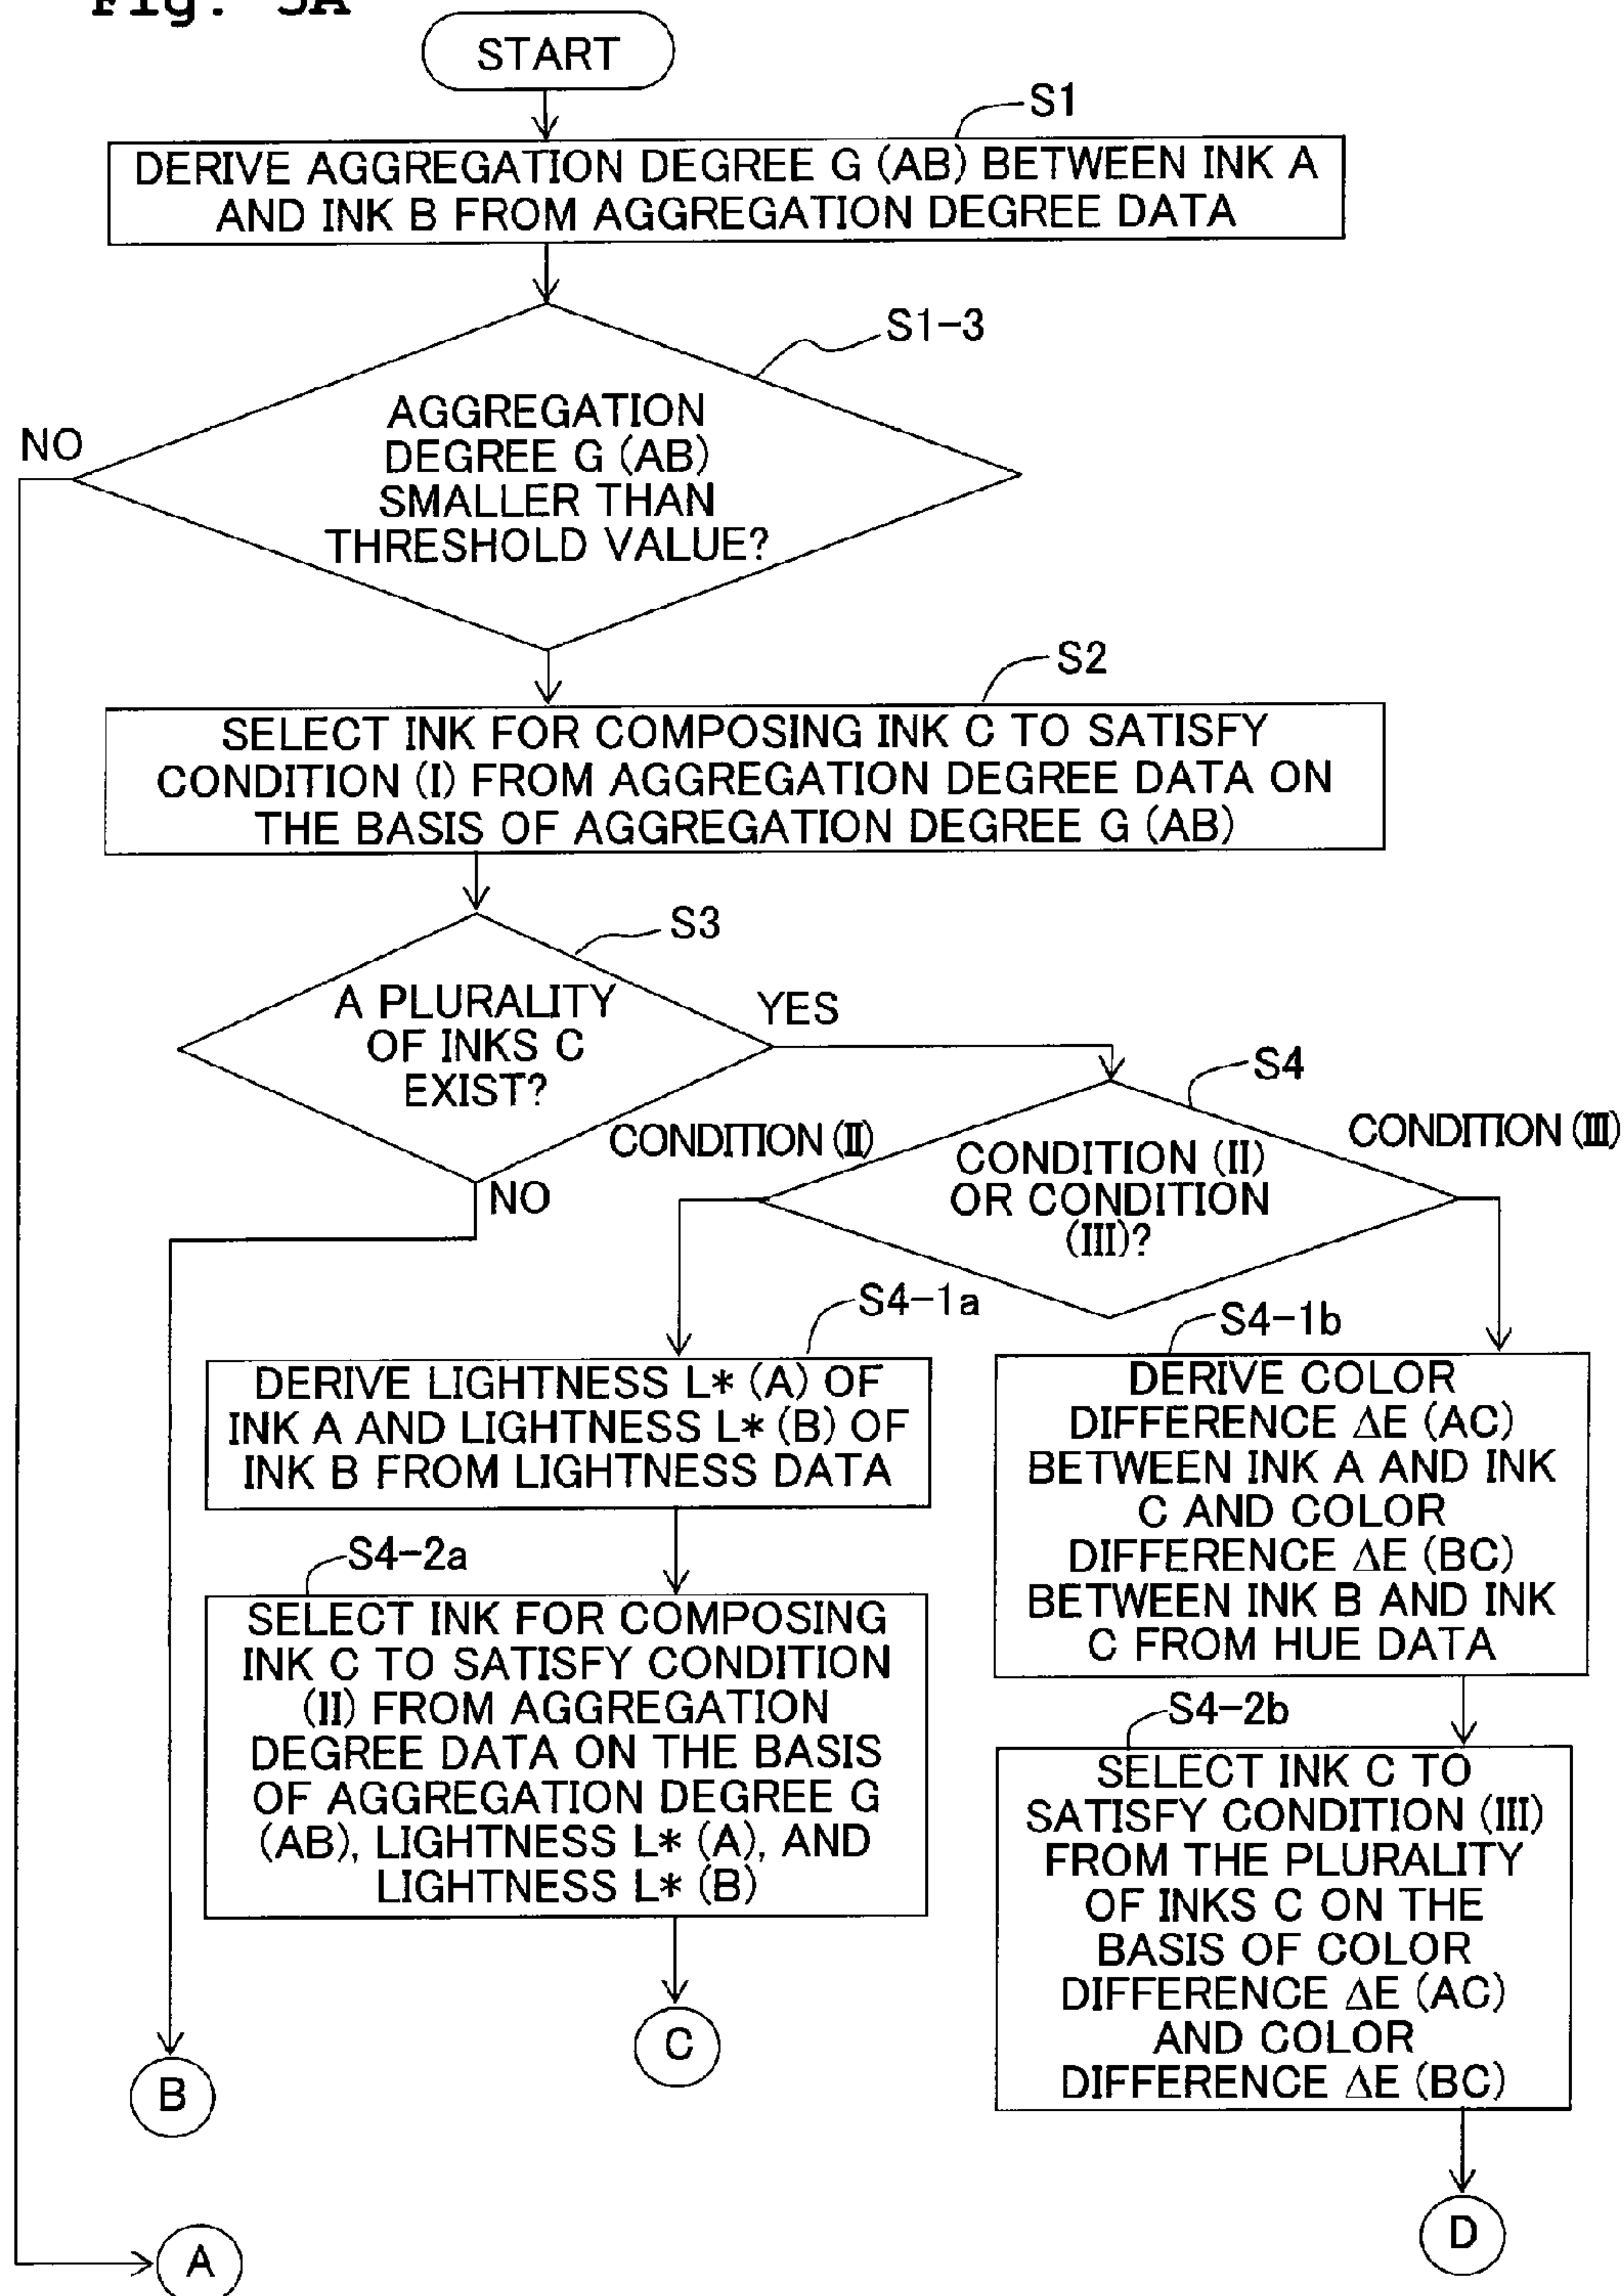 Fig. 5A
START
S1
DERIVE AGGREGATION DEGREE G (AB) BETWEEN INK A
AND INK B FROM AGGREGATION DEGREE DATA
S1-3
NO
AGGREGATION
DEGREE G (AB)
SMALLER THAN
THRESHOLD VALUE?
S2
SELECT INK FOR COMPOSING INK C TO SATISFY
CONDITION (I) FROM AGGREGATION DEGREE DATA ON
THE BASIS OF AGGREGATION DEGREE G (AB)
S3
A PLURALITY
OF INKS C
EXIST?
YES
NO
S4
CONDITION (II)
CONDITION (III)
CONDITION (II)
OR CONDITION
(III)?
S4-1a
DERIVE LIGHTNESS L* (A) OF
INK A AND LIGHTNESS L* (B) OF
INK B FROM LIGHTNESS DATA
S4-1b
DERIVE COLOR
DIFFERENCE ΔE (AC)
BETWEEN INK A AND INK
C AND COLOR
DIFFERENCE ΔE (BC)
BETWEEN INK B AND INK
C FROM HUE DATA
S4-2a
SELECT INK FOR COMPOSING
INK C TO SATISFY CONDITION
(II) FROM AGGREGATION
DEGREE DATA ON THE BASIS
OF AGGREGATION DEGREE G
(AB), LIGHTNESS L* (A), AND
LIGHTNESS L* (B)
S4-2b
SELECT INK C TO
SATISFY CONDITION (III)
FROM THE PLURALITY
OF INKS C ON THE
BASIS OF COLOR
DIFFERENCE ΔE (AC)
AND COLOR
DIFFERENCE ΔE (BC)
C
B
D
A